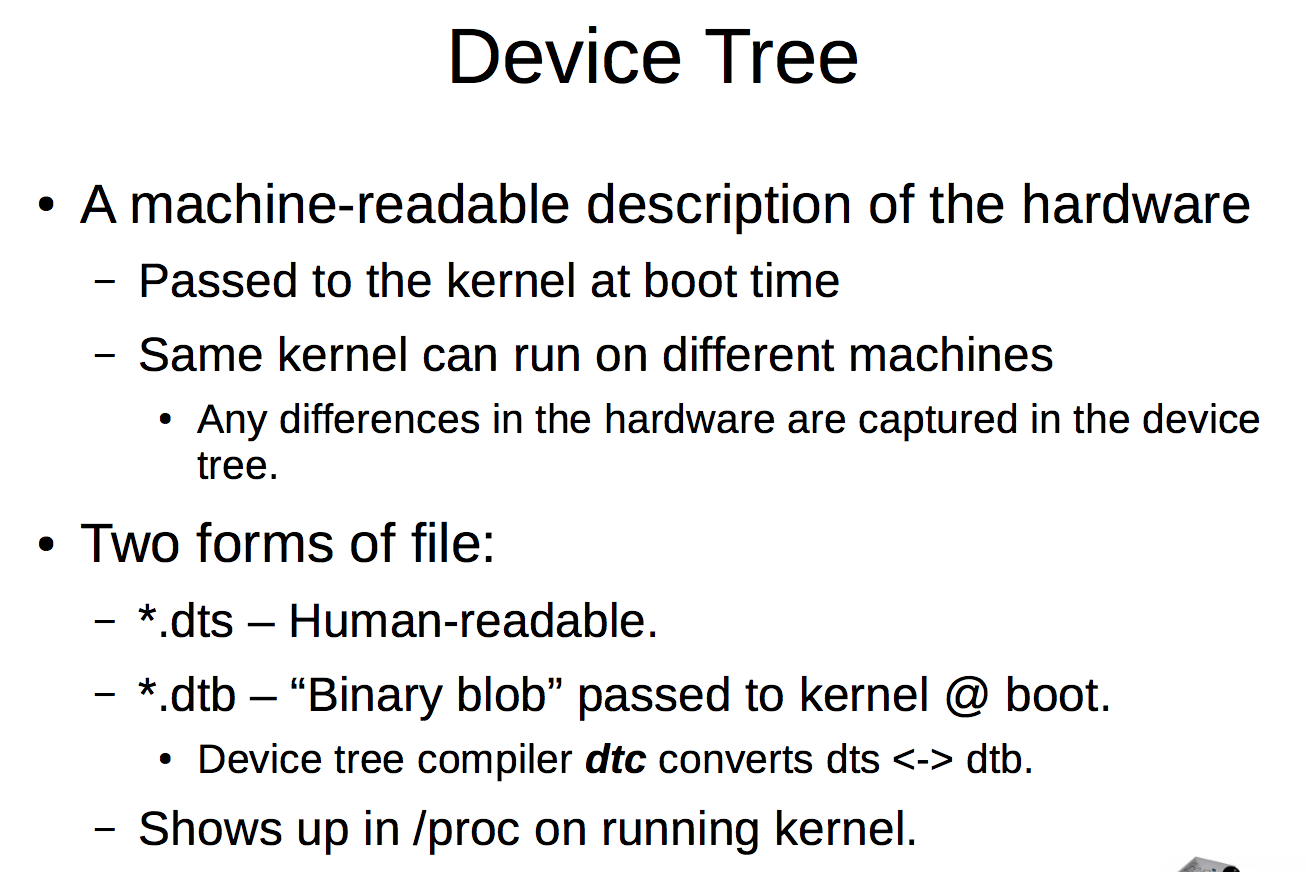 Device Tree
• A machine-readable description of the hardware
– Passed to the kernel at boot time
– Same kernel can run on different machines
• Any differences in the hardware are captured in the device
tree.
• Two forms of file:
– *.dts – Human-readable.
– *.dtb – “Binary blob” passed to kernel @ boot.
• Device tree compiler dtc converts dts <-> dtb.
– Shows up in /proc on running kernel.